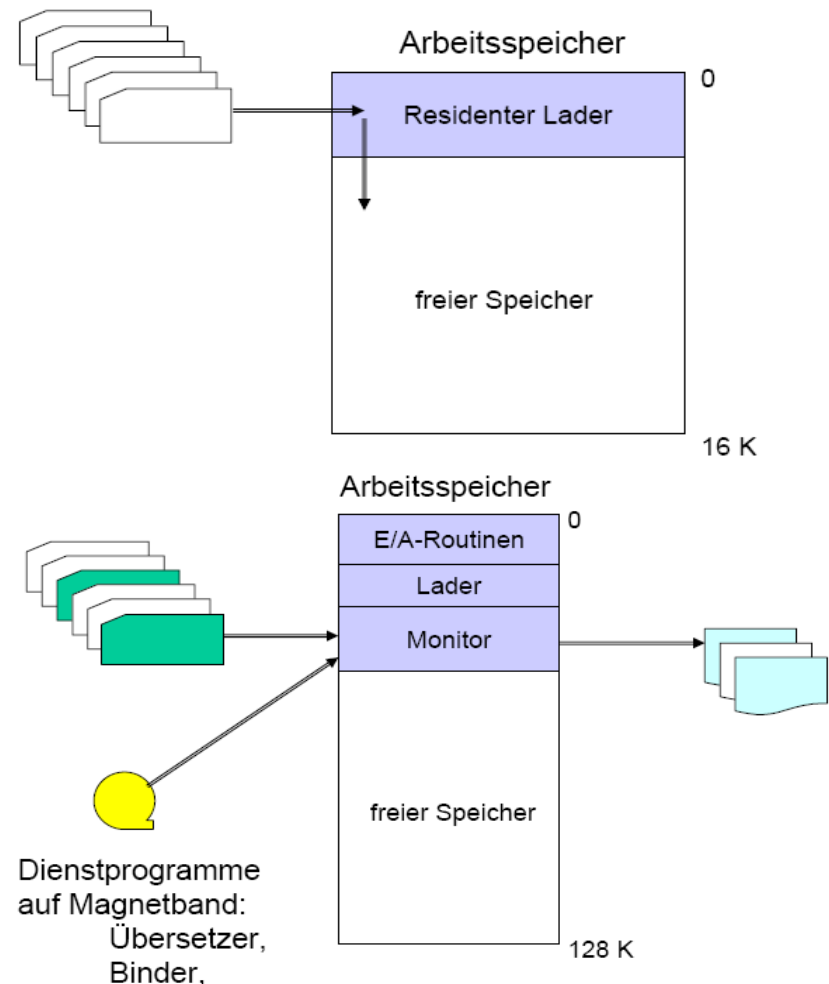 Arbeitsspeicher
0
Residenter Lader
freier Speicher
16 K
Arbeitsspeicher
0
E/A-Routinen
Lader
Monitor
freier Speicher
Dienstprogramme
auf Magnetband:
Übersetzer,
Binder,
128 K